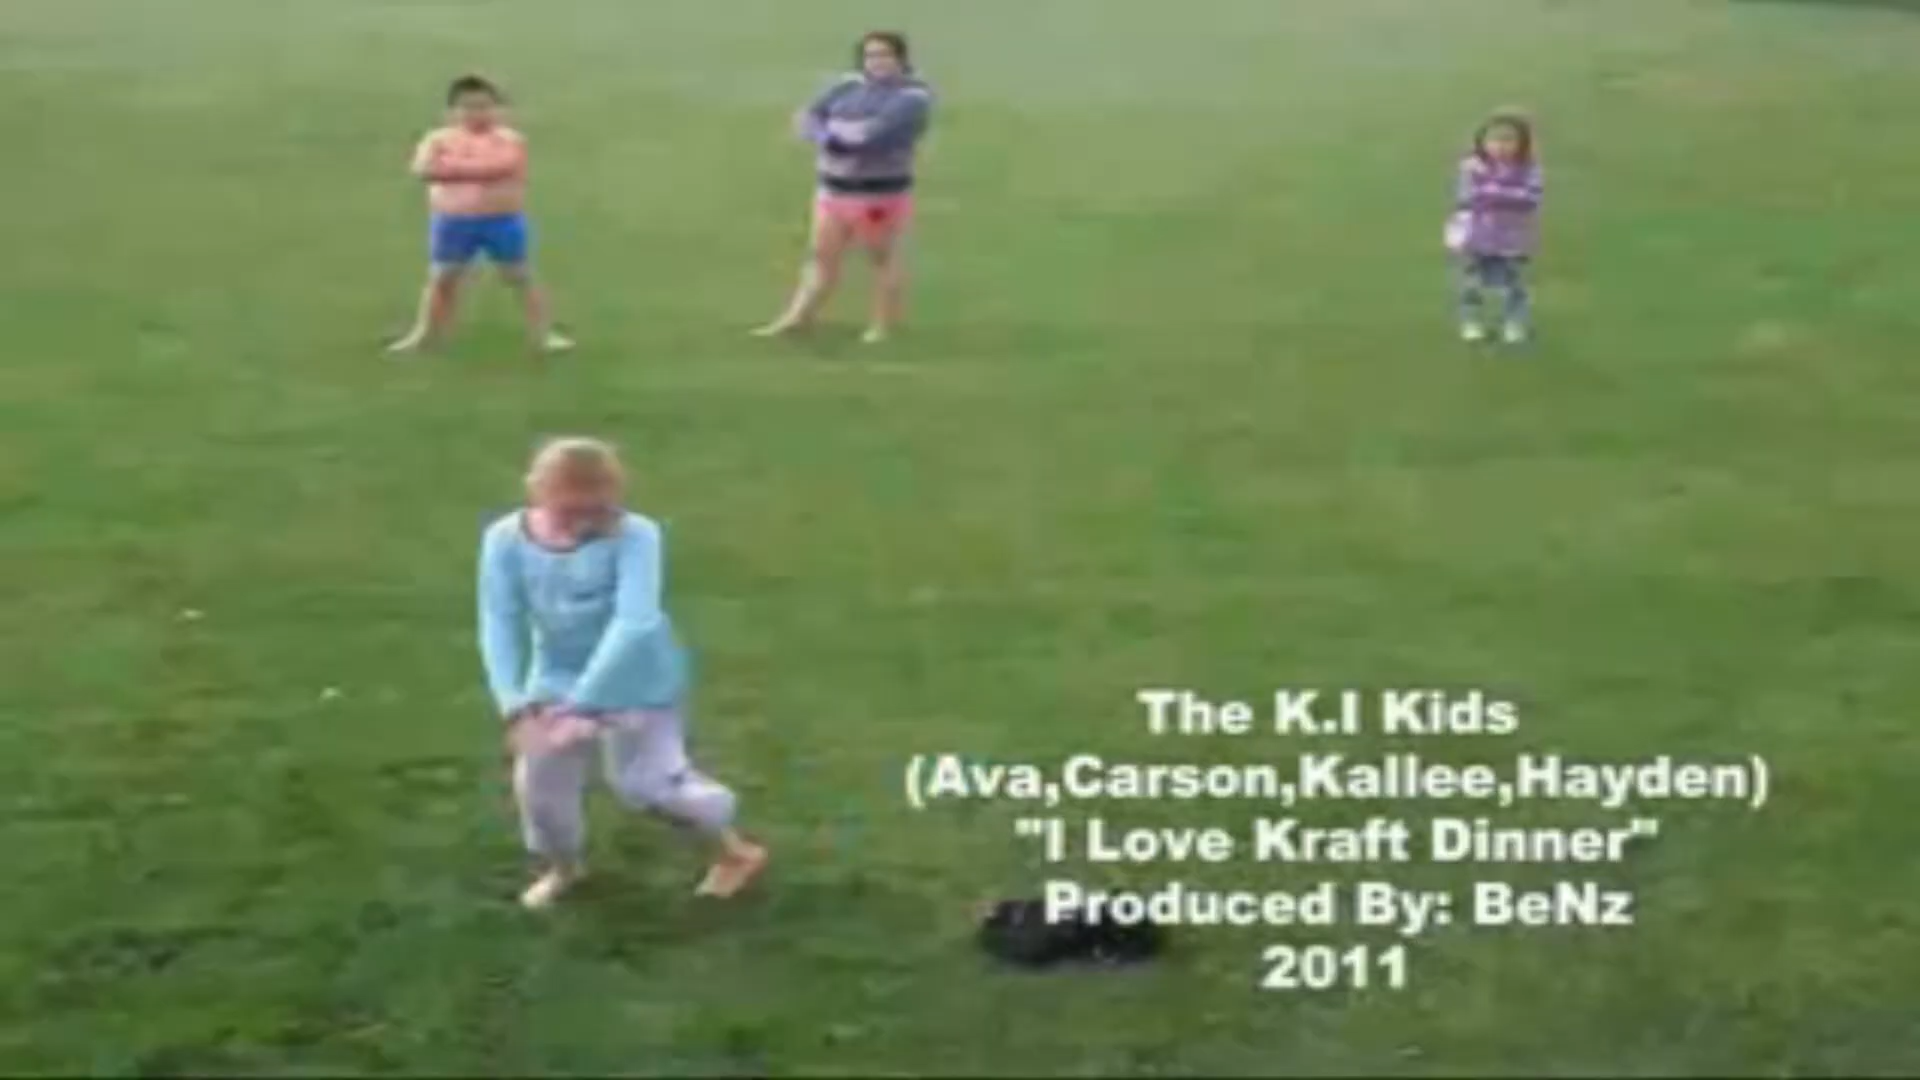 The K.I Kids
(Ava,Carson,Kallee,Hayden)
"I Love Kraft Dinner"
Produced By: BeNz
2011